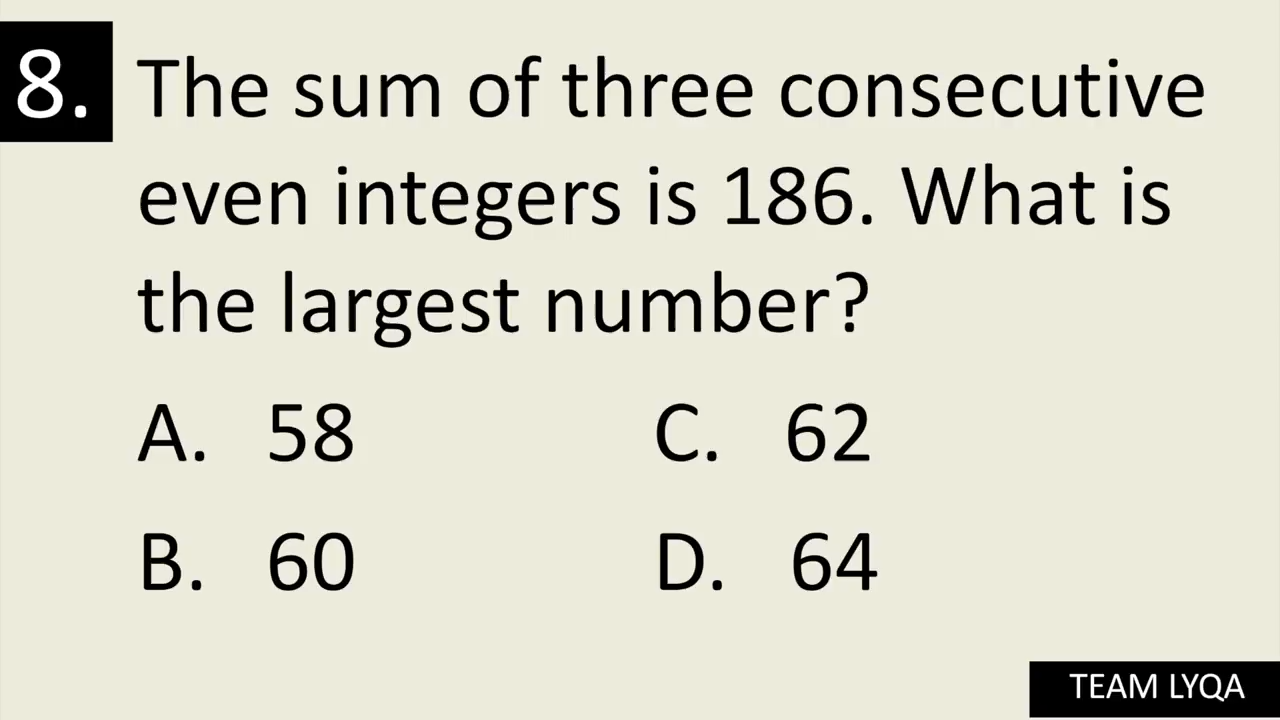 8. The sum of three consecutive
even integers is 186. What is
the largest number?
A. 58 C. 62
B. 60 D. 64
TEAM LYQA